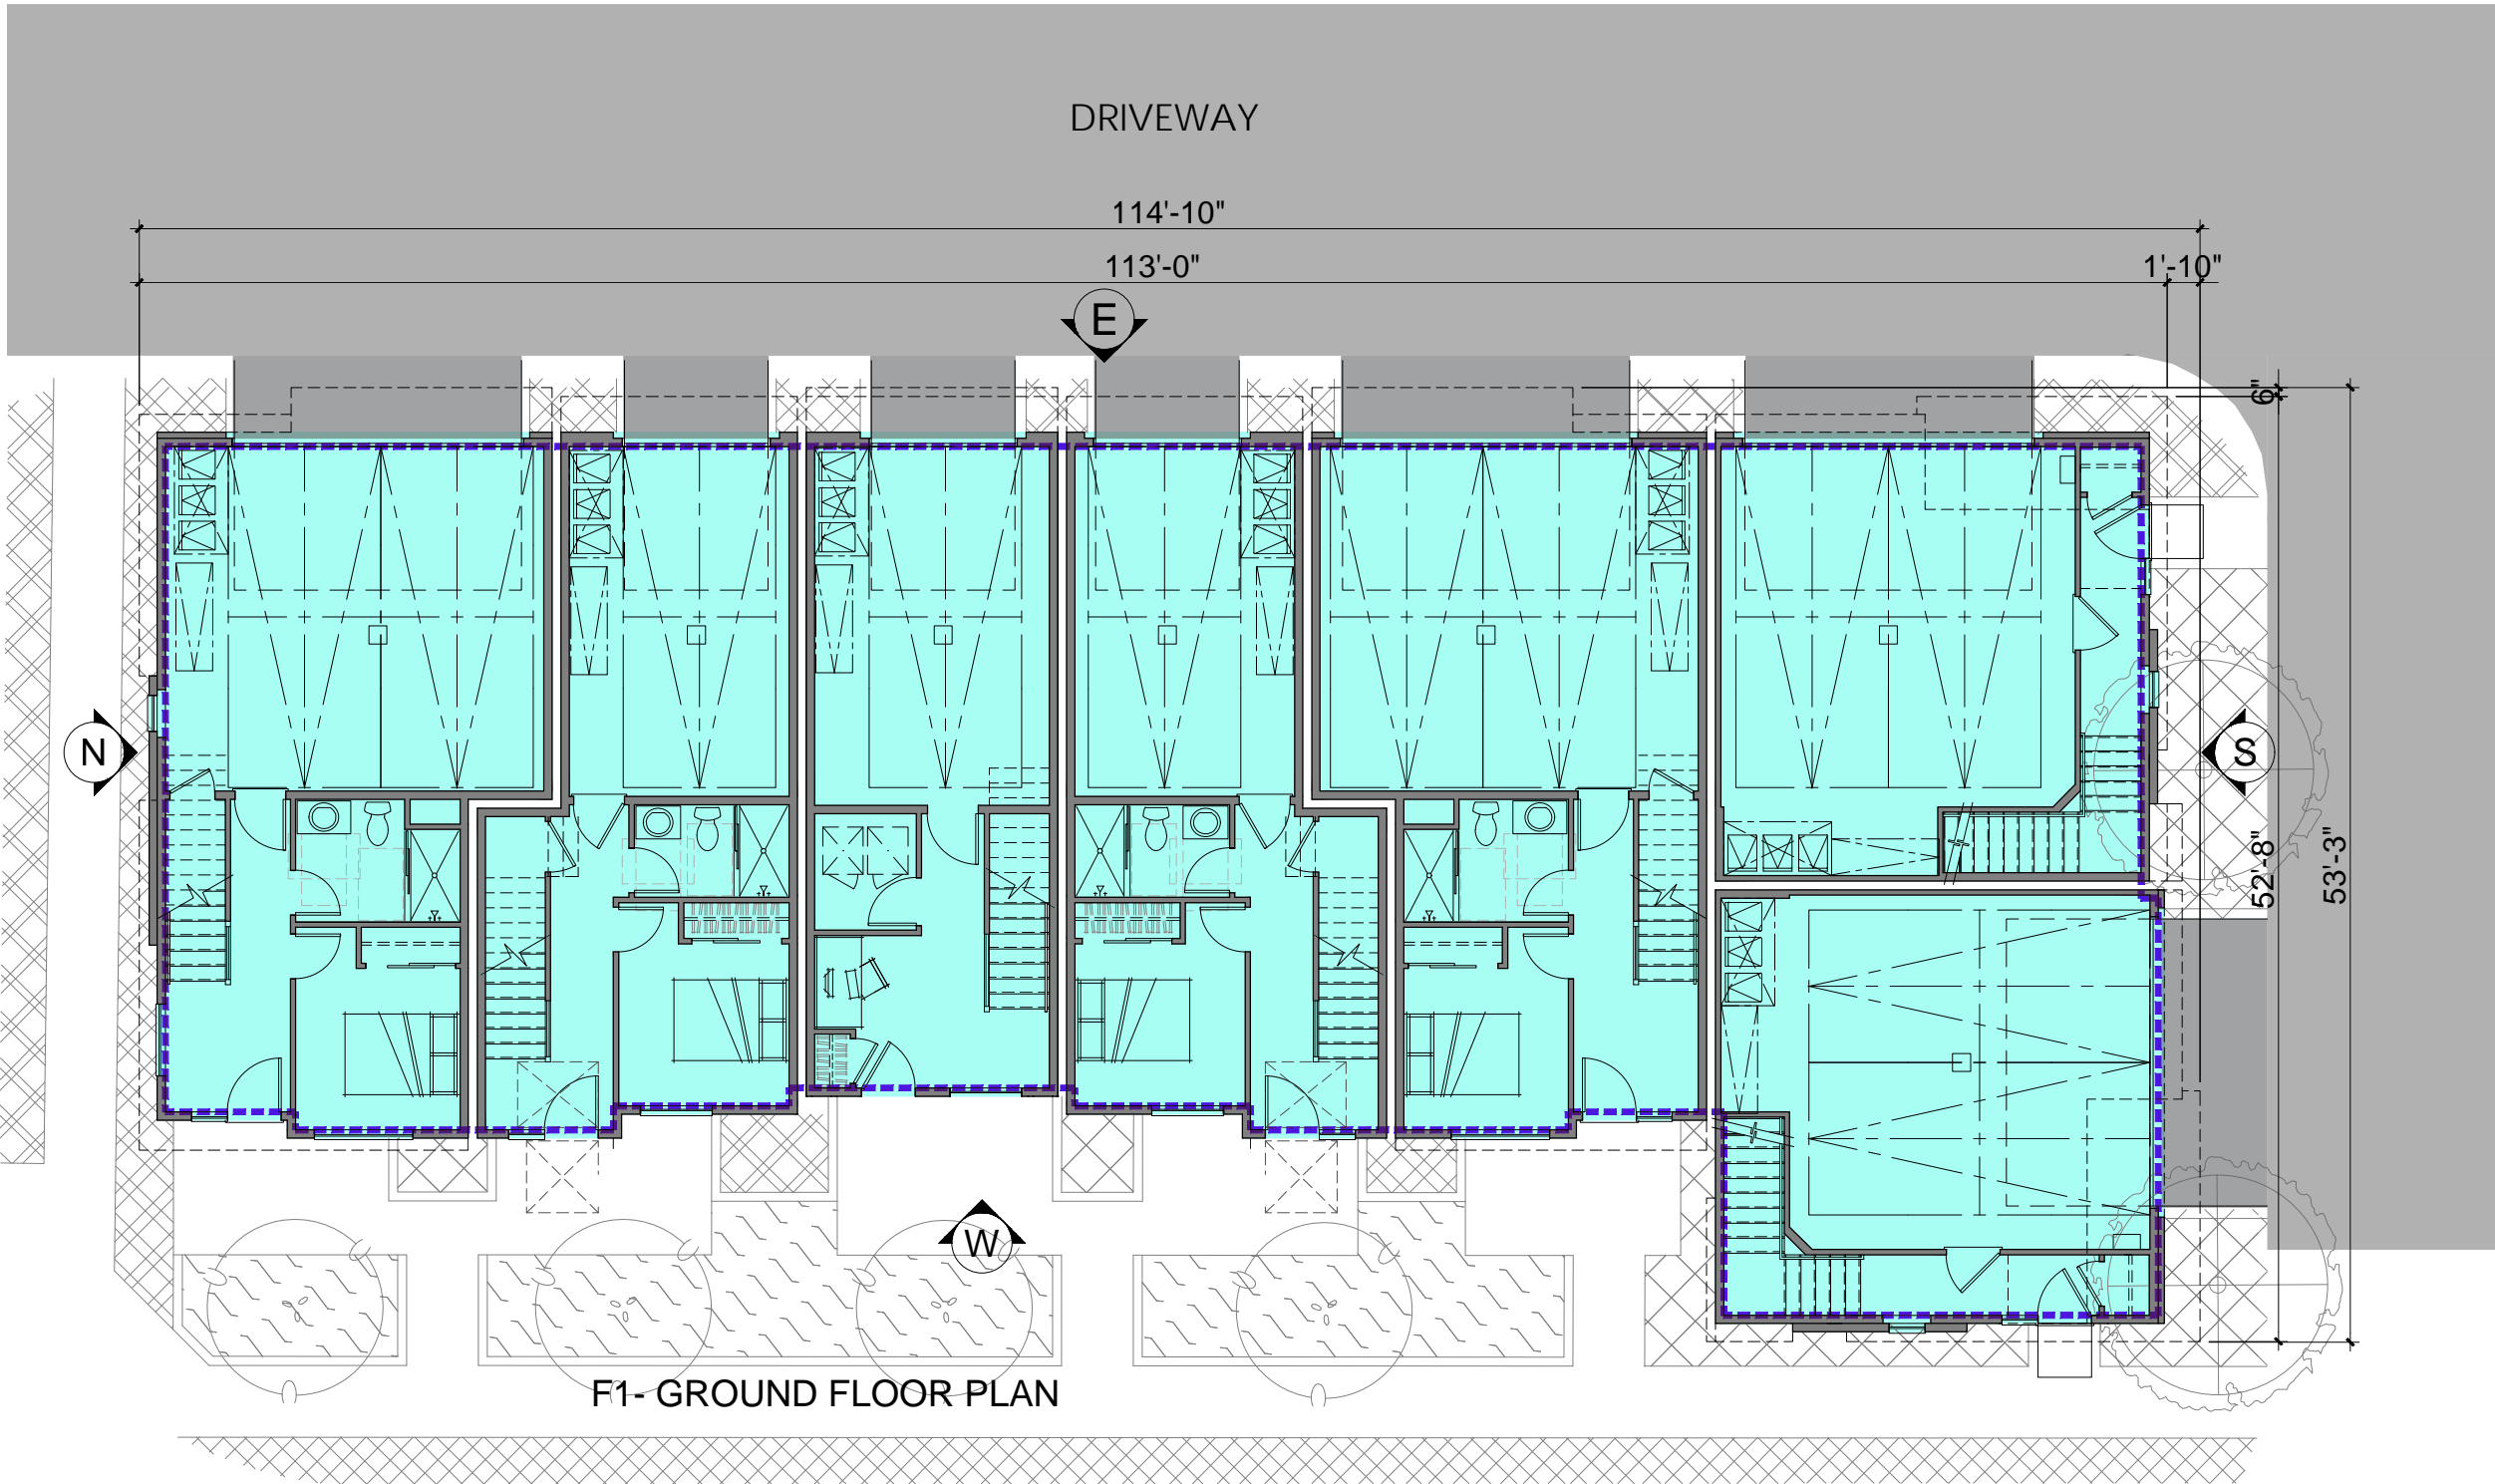 DRIVEWAY
114'-10"
113'-0"
1'-10"
E
6"
N
S
52'-8"
53'-3"
W
F1- GROUND FLOOR PLAN